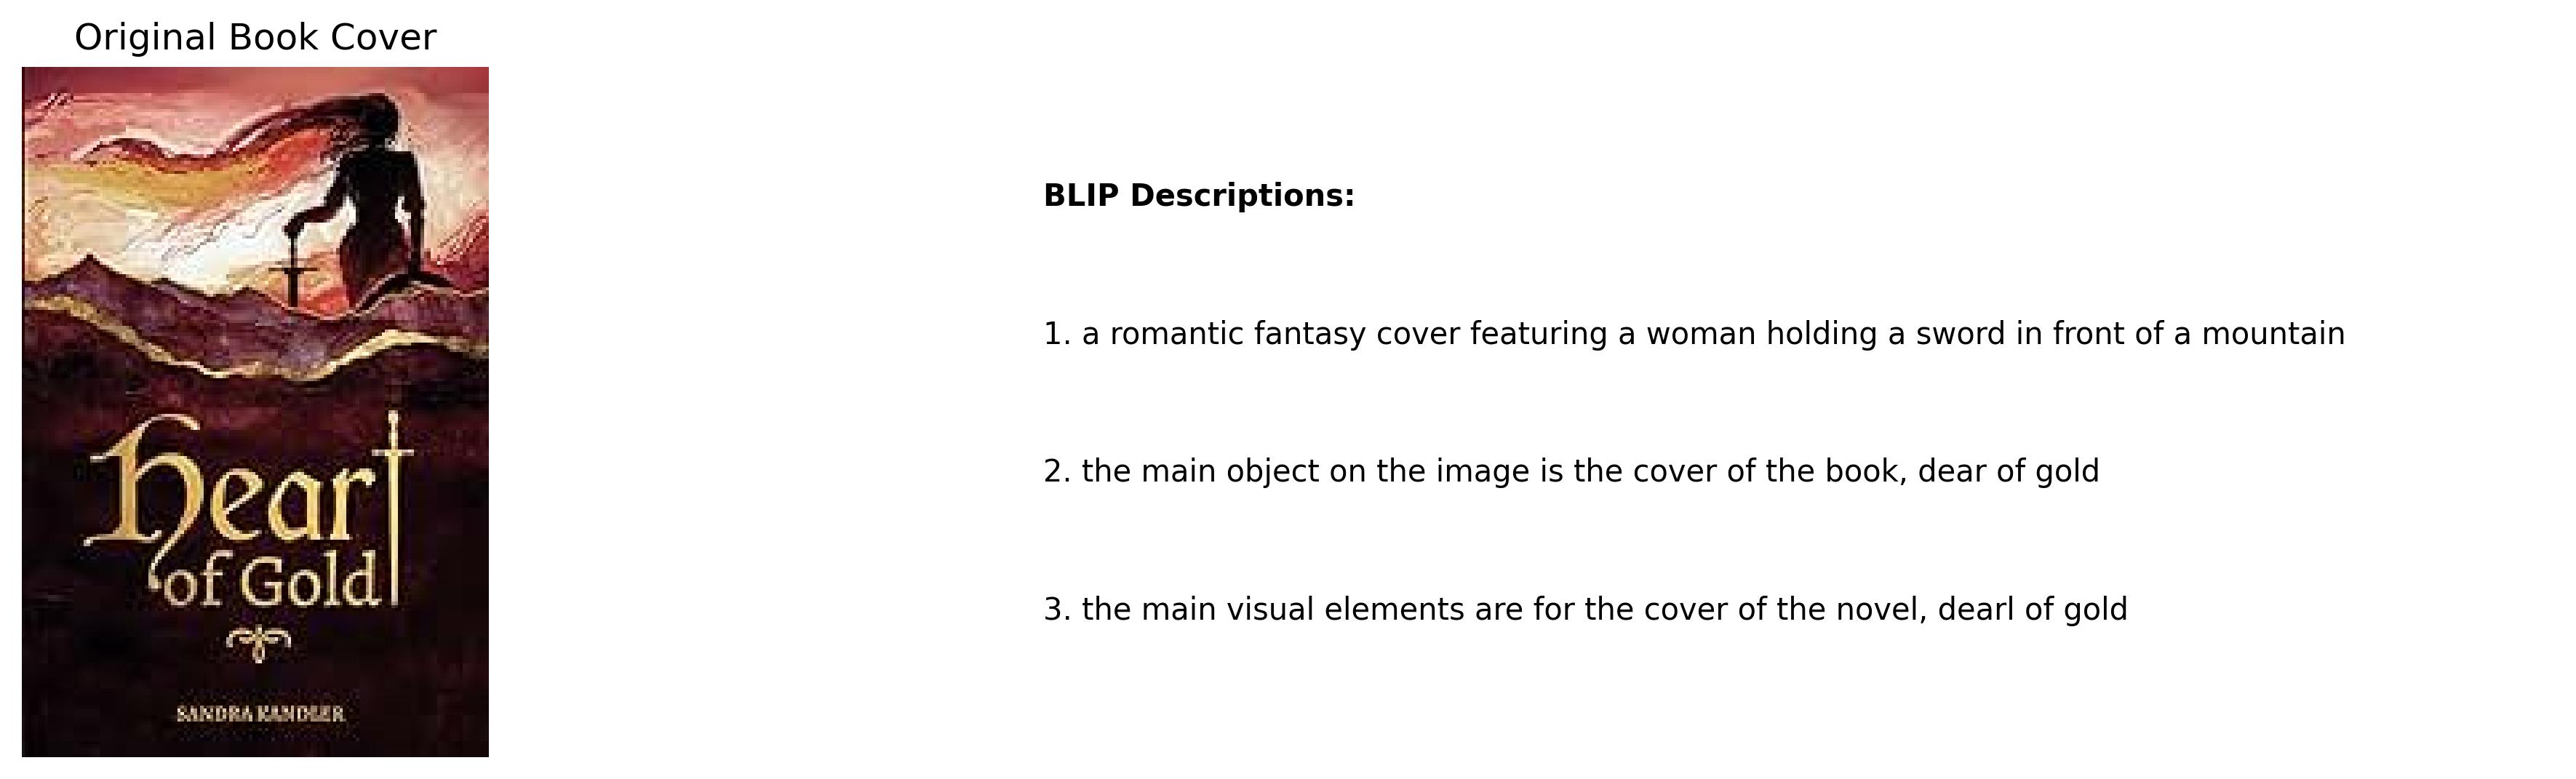 Original Book Cover
heart
of Gold
SANDRA KANDLER
BLIP Descriptions:
1. a romantic fantasy cover featuring a woman holding a sword in front of a mountain
2. the main object on the image is the cover of the book, dear of gold
3. the main visual elements are for the cover of the novel, dearl of gold